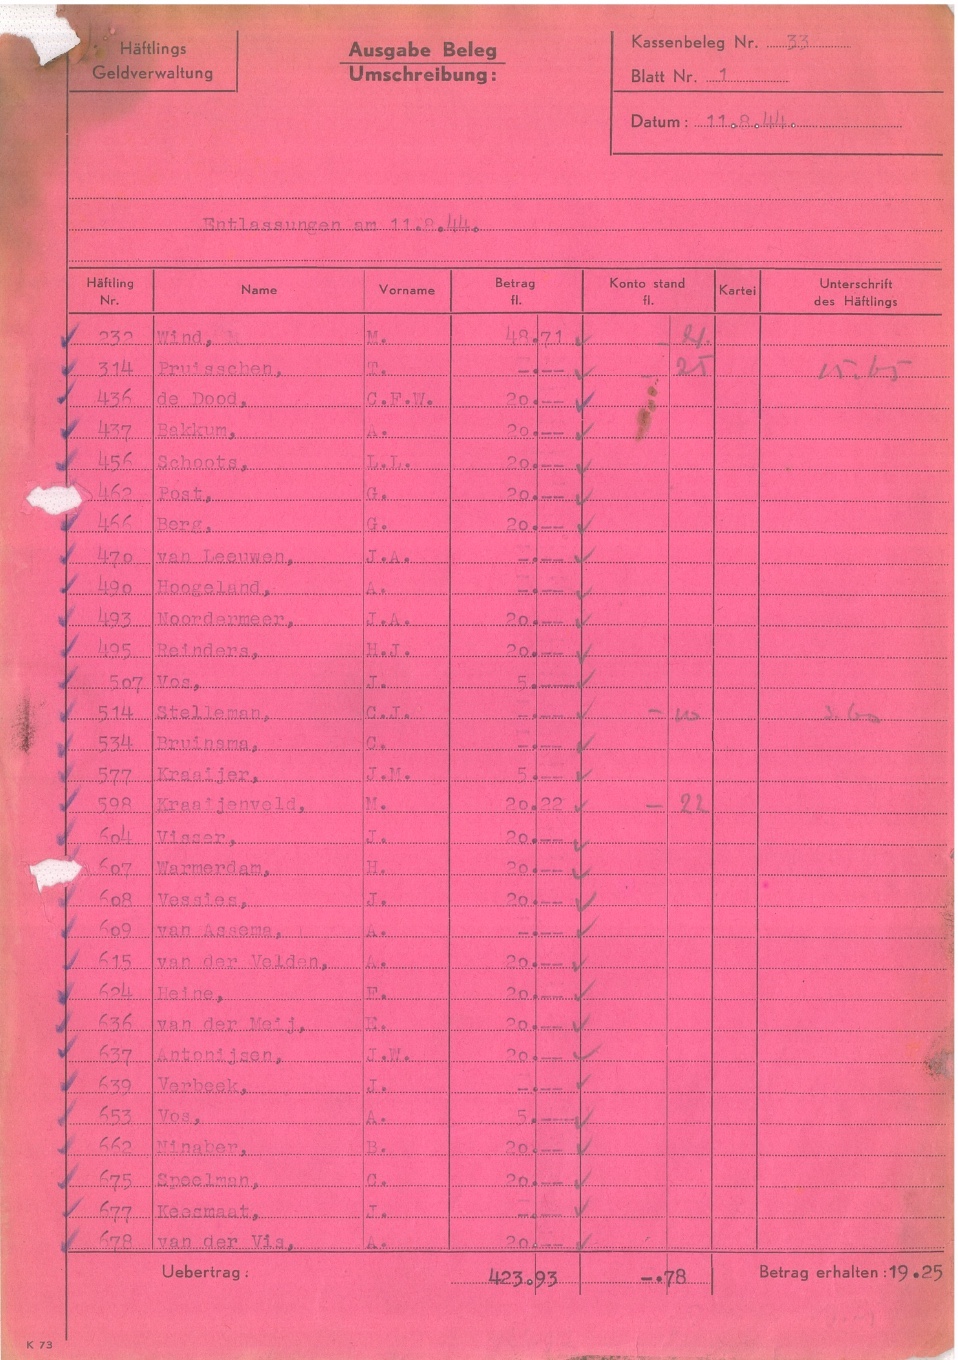 Häftlings
Geldverwaltung
Ausgabe Beleg
Umschreibung:
Kassenbeleg Nr. 33
Blatt Nr. 1
Datum: 11.8.44.
Entlassungen am 11.8.44.
Häftling Nr. Name Vorname Betrag fl. Konto stand fl. Kartei Unterschrift des Häftlings
232 Wind, M. 48.71 -
314 Pruisschen, T. -.-- 25 15.65
436 de Dood, C.F.W. 20.--
437 Bakkum, A. 20.--
456 Schoots, L.L. 20.--
462 Post, G. 20.--
466 Berg, G. 20.--
470 van Leeuwen, J.A. -.--
490 Hoogeland, A. -.--
493 Noordermeer, J.A. 20.--
495 Reinders, H.J. 20.--
507 Vos, J. 5.--
514 Stelleman, C.J. -.-- - 10 3.60
534 Bruinsma, C. -.--
577 Kraaijer, J.M. 5.--
598 Kraaijenveld, M. 20.22 - 22
604 Visser, J. 20.--
607 Warmerdam, H. 20.--
608 Vessies, J. 20.--
609 van Assema, A. -.--
615 van der Velden, A. 20.--
624 Heine, F. 20.--
636 van der Meij, E. 20.--
637 Antonijsen, J.W. 20.--
639 Verbeek, J. -.--
653 Vos, A. 5.--
662 Minaber, B. 20.--
675 Speelman, C. 20.--
677 Keesmaat, J. -.--
678 van der Vis, A. 20.--
Uebertrag: 423.93 -.78 Betrag erhalten: 19.25
K 73